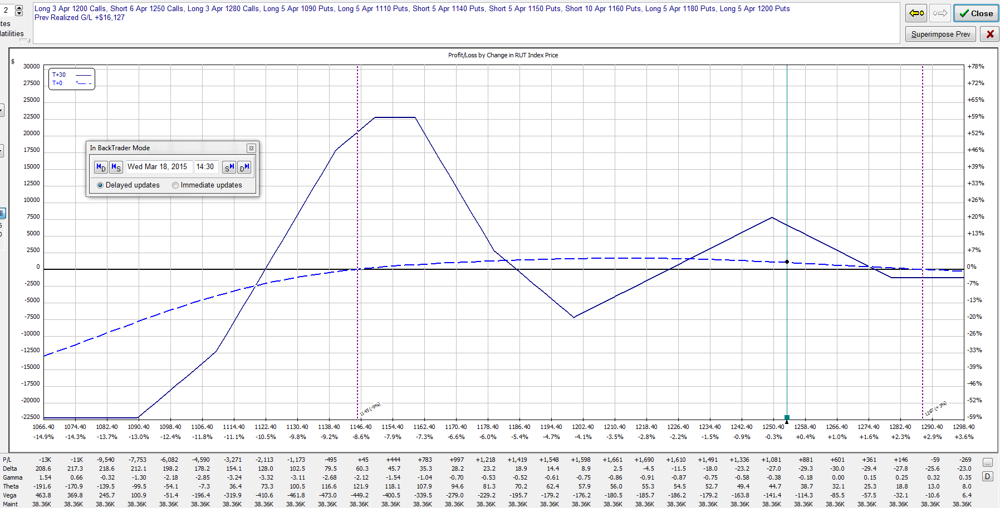 2
Long 3 Apr 1200 Calls, Short 6 Apr 1250 Calls, Long 3 Apr 1280 Calls, Long 5 Apr 1090 Puts, Long 5 Apr 1110 Puts, Short 5 Apr 1140 Puts, Short 5 Apr 1150 Puts, Short 10 Apr 1160 Puts, Long 5 Apr 1180 Puts, Long 5 Apr 1200 Puts
Prev Realized G/L +$16,127
Close
tes
latilities
Superimpose Prev
Profit/Loss by Change in RUT Index Price
$
T+30
T+0
30000 +78%
27500 +72%
25000 +65%
22500 +59%
20000 +52%
17500 +46%
15000 +39%
12500 +33%
10000 +26%
7500 +20%
5000 +13%
2500 +7%
0 0%
-2500 -7%
-5000 -13%
-7500 -20%
-10000 -26%
-12500 -33%
-15000 -39%
-17500 -46%
-20000 -52%
-22500 -59%
In BackTrader Mode
D S Wed Mar 18, 2015 14:30 S D
Delayed updates Immediate updates
1145 (-9%) 1287 (+3%)
1066.40 1074.40 1082.40 1090.40 1098.40 1106.40 1114.40 1122.40 1130.40 1138.40 1146.40 1154.40 1162.40 1170.40 1178.40 1186.40 1194.40 1202.40 1210.40 1218.40 1226.40 1234.40 1242.40 1250.40 1258.40 1266.40 1274.40 1282.40 1290.40 1298.40
-14.9% -14.3% -13.7% -13.0% -12.4% -11.8% -11.1% -10.5% -9.8% -9.2% -8.6% -7.9% -7.3% -6.6% -6.0% -5.4% -4.7% -4.1% -3.5% -2.8% -2.2% -1.5% -0.9% -0.3% +0.4% +1.0% +1.6% +2.3% +2.9% +3.6%
P/L -13K -11K -9,540 -7,753 -6,082 -4,590 -3,271 -2,113 -1,173 -495 +45 +444 +783 +997 +1,218 +1,419 +1,548 +1,598 +1,661 +1,690 +1,610 +1,491 +1,336 +1,081 +881 +601 +361 +146 -59 -269 ...
Delta 208.6 217.3 218.6 212.1 198.2 178.2 154.1 128.0 102.5 79.5 60.3 45.7 35.3 28.2 23.2 18.9 14.4 8.9 2.5 -4.5 -11.5 -18.0 -23.2 -27.0 -29.3 -30.0 -29.4 -27.8 -25.6 -23.0
Gamma 1.54 0.66 -0.32 -1.30 -2.18 -2.85 -3.24 -3.32 -3.11 -2.68 -2.12 -1.54 -1.04 -0.70 -0.53 -0.52 -0.61 -0.75 -0.86 -0.91 -0.87 -0.75 -0.58 -0.38 -0.18 0.00 0.15 0.25 0.32 0.35 D
Theta -191.6 -170.9 -139.5 -99.5 -54.1 -7.3 36.4 73.3 100.5 116.6 121.9 118.1 107.9 94.6 81.3 70.2 62.4 57.9 56.0 55.3 54.5 52.7 49.4 44.7 38.7 32.1 25.3 18.8 13.0 8.0
Vega 463.8 369.8 245.7 100.9 -51.4 -196.4 -319.9 -410.6 -461.8 -473.0 -449.2 -400.5 -339.5 -279.0 -229.2 -195.7 -179.2 -176.2 -180.5 -185.7 -186.2 -179.2 -163.8 -141.4 -114.3 -85.5 -57.5 -32.1 -10.6 6.4
Maint 38.36K 38.36K 38.36K 38.36K 38.36K 38.36K 38.36K 38.36K 38.36K 38.36K 38.36K 38.36K 38.36K 38.36K 38.36K 38.36K 38.36K 38.36K 38.36K 38.36K 38.36K 38.36K 38.36K 38.36K 38.36K 38.36K 38.36K 38.36K 38.36K 38.36K